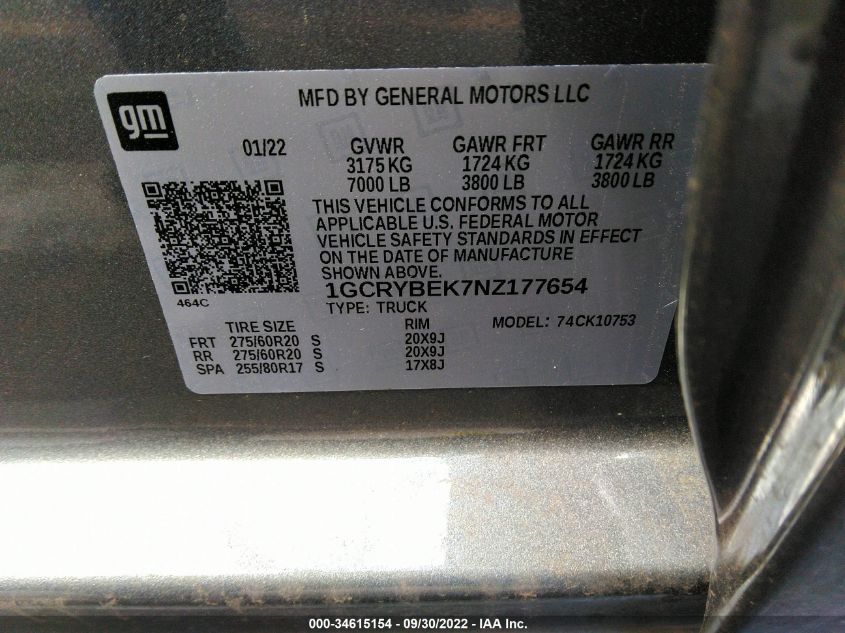 gm
MFD BY GENERAL MOTORS LLC
01/22 GVWR GAWR FRT GAWR RR
3175 KG 1724 KG 1724 KG
7000 LB 3800 LB 3800 LB
THIS VEHICLE CONFORMS TO ALL
APPLICABLE U.S. FEDERAL MOTOR
VEHICLE SAFETY STANDARDS IN EFFECT
ON THE DATE OF MANUFACTURE
SHOWN ABOVE.
464C
1GCRYBEK7NZ177654
TYPE: TRUCK
TIRE SIZE RIM MODEL: 74CK10753
FRT 275/60R20 S 20X9J
RR 275/60R20 S 20X9J
SPA 255/80R17 S 17X8J
000-34615154 - 09/30/2022 - IAA Inc.